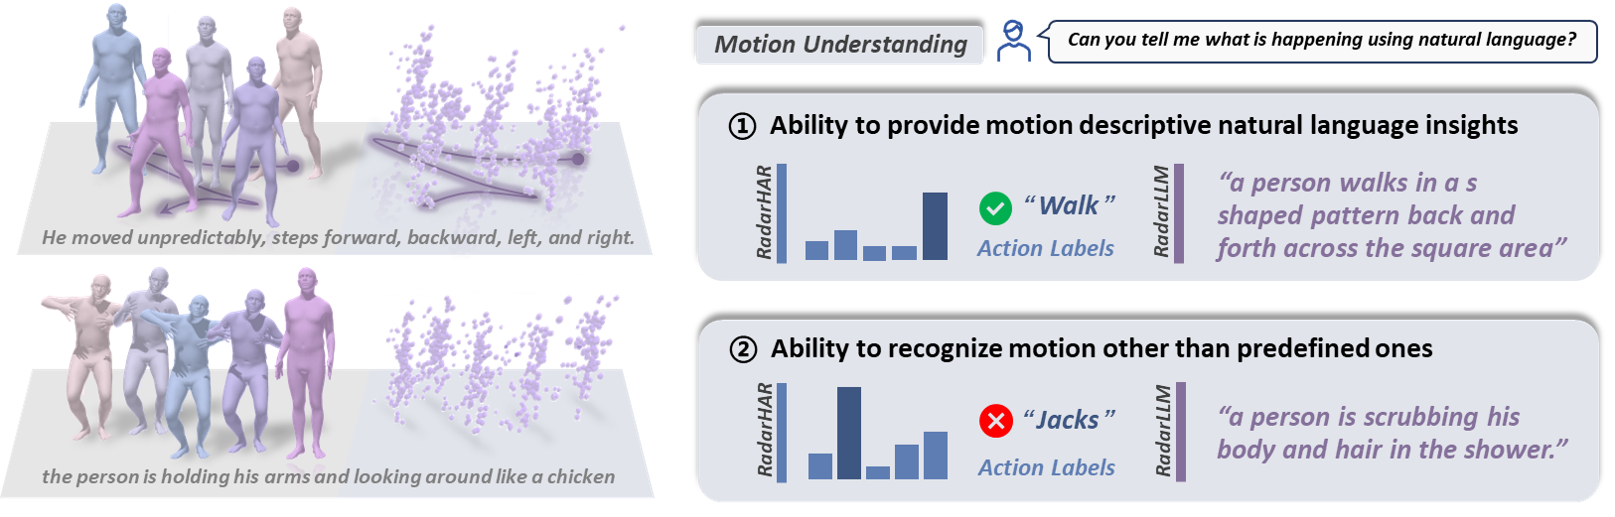 He moved unpredictably, steps forward, backward, left, and right.
the person is holding his arms and looking around like a chicken
Motion Understanding
Can you tell me what is happening using natural language?
① Ability to provide motion descriptive natural language insights
RadarHAR
“Walk”
Action Labels
RadarLLM
“a person walks in a s
shaped pattern back and
forth across the square area”
② Ability to recognize motion other than predefined ones
RadarHAR
“Jacks”
Action Labels
RadarLLM
“a person is scrubbing his
body and hair in the shower.”